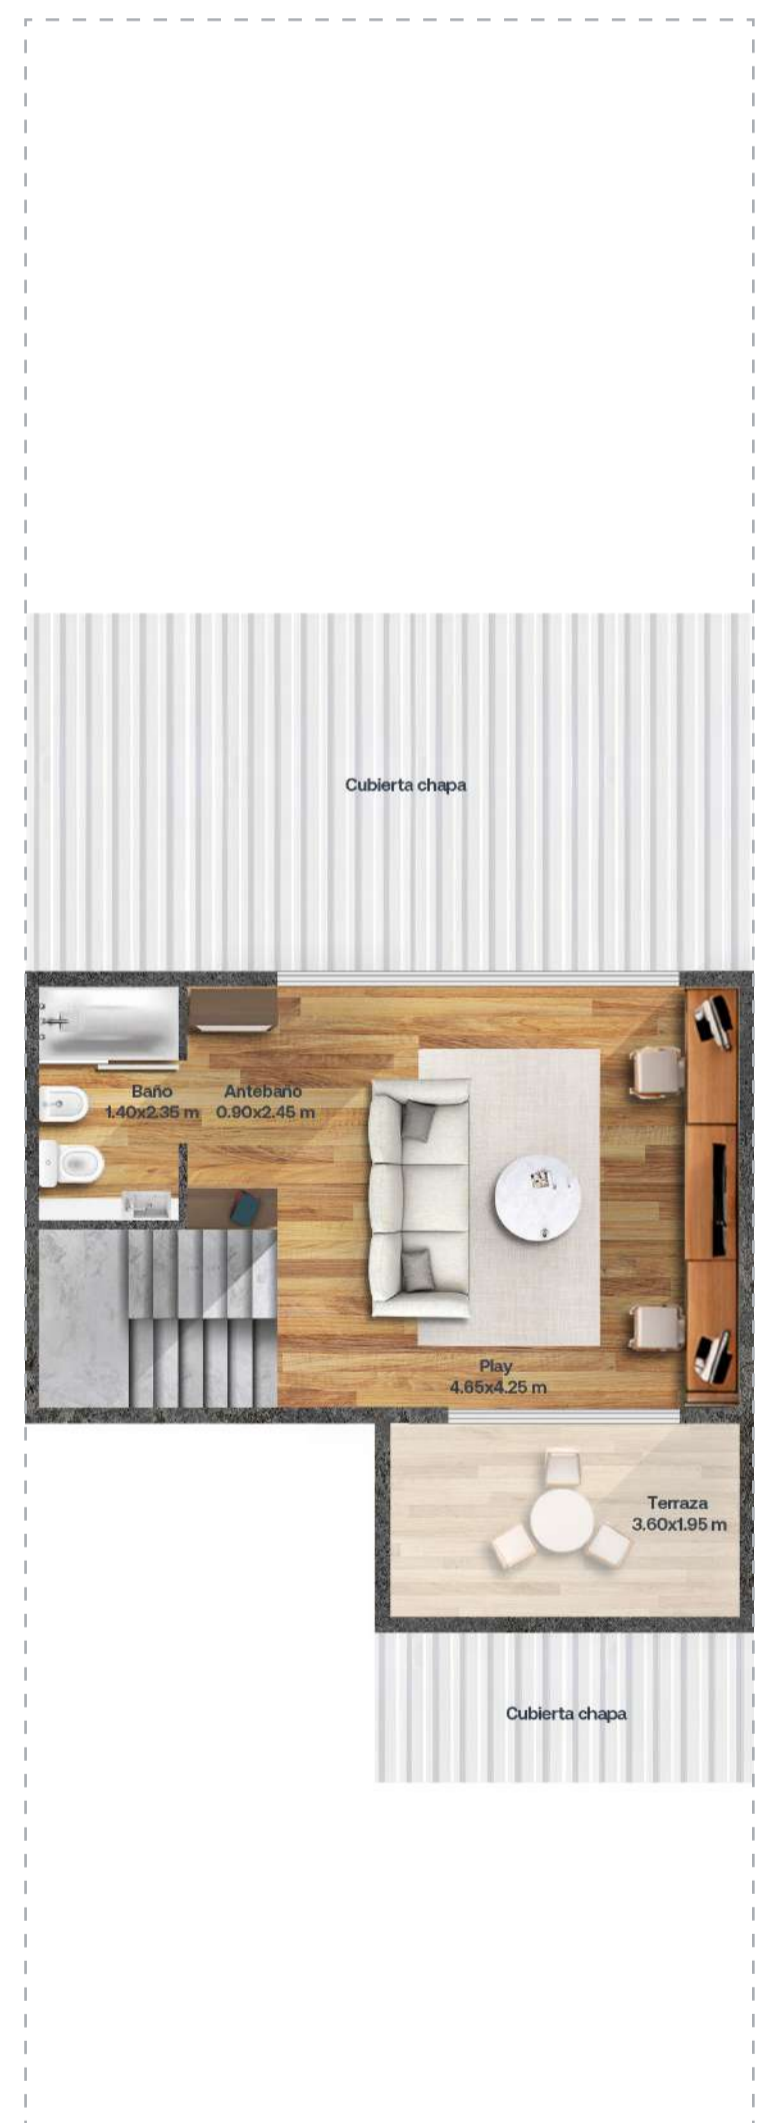 Cubierta chapa
Baño
1.40x2.35 m
Antebaño
0.90x2.45 m
Play
4.65x4.25 m
Terraza
3.60x1.95 m
Cubierta chapa